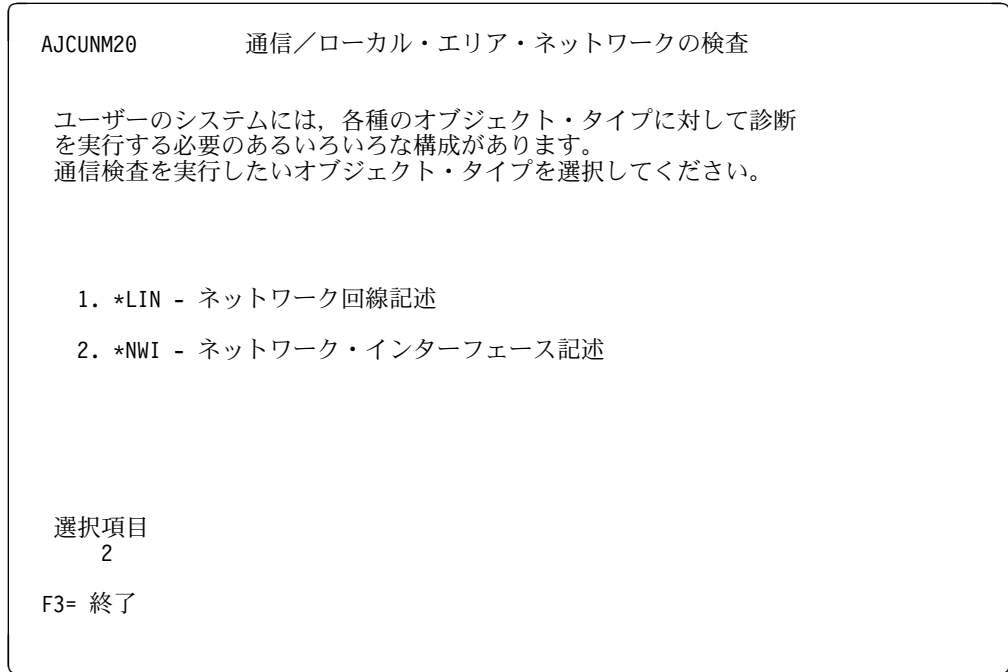 AJCUNM20 通信／ローカル・エリア・ネットワークの検査
ユーザーのシステムには，各種のオブジェクト・タイプに対して診断
を実行する必要のあるいろいろな構成があります。
通信検査を実行したいオブジェクト・タイプを選択してください。
1. *LIN - ネットワーク回線記述
2. *NWI - ネットワーク・インターフェース記述
選択項目
2
F3= 終了